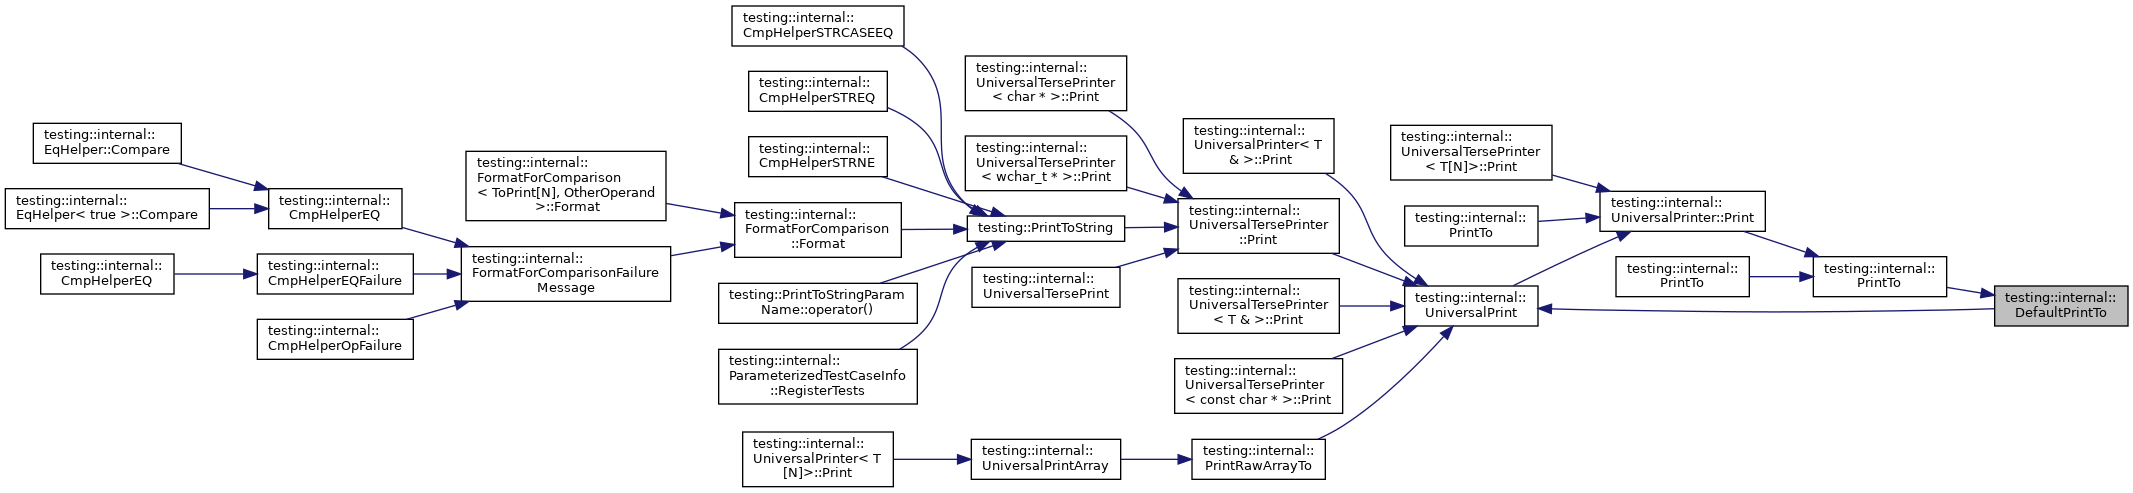 testing::internal::
CmpHelperSTRCASEEQ
testing::internal::
CmpHelperSTREQ
testing::internal::
CmpHelperSTRNE
testing::internal::
UniversalTersePrinter
< char * >::Print
testing::internal::
UniversalTersePrinter
< wchar_t * >::Print
testing::internal::
UniversalPrinter< T
& >::Print
testing::internal::
UniversalTersePrinter
< T[N]>::Print
testing::internal::
EqHelper::Compare
testing::internal::
EqHelper< true >::Compare
testing::internal::
CmpHelperEQ
testing::internal::
FormatForComparison
< ToPrint[N], OtherOperand
>::Format
testing::internal::
FormatForComparison
::Format
testing::PrintToString
testing::internal::
UniversalTersePrinter
::Print
testing::internal::
PrintTo
testing::internal::
UniversalPrinter::Print
testing::internal::
CmpHelperEQ
testing::internal::
CmpHelperEQFailure
testing::internal::
FormatForComparisonFailure
Message
testing::internal::
CmpHelperOpFailure
testing::PrintToStringParam
Name::operator()
testing::internal::
UniversalTersePrint
testing::internal::
UniversalTersePrinter
< T & >::Print
testing::internal::
UniversalPrint
testing::internal::
PrintTo
testing::internal::
PrintTo
testing::internal::
DefaultPrintTo
testing::internal::
ParameterizedTestCaseInfo
::RegisterTests
testing::internal::
UniversalTersePrinter
< const char * >::Print
testing::internal::
UniversalPrinter< T
[N]>::Print
testing::internal::
UniversalPrintArray
testing::internal::
PrintRawArrayTo